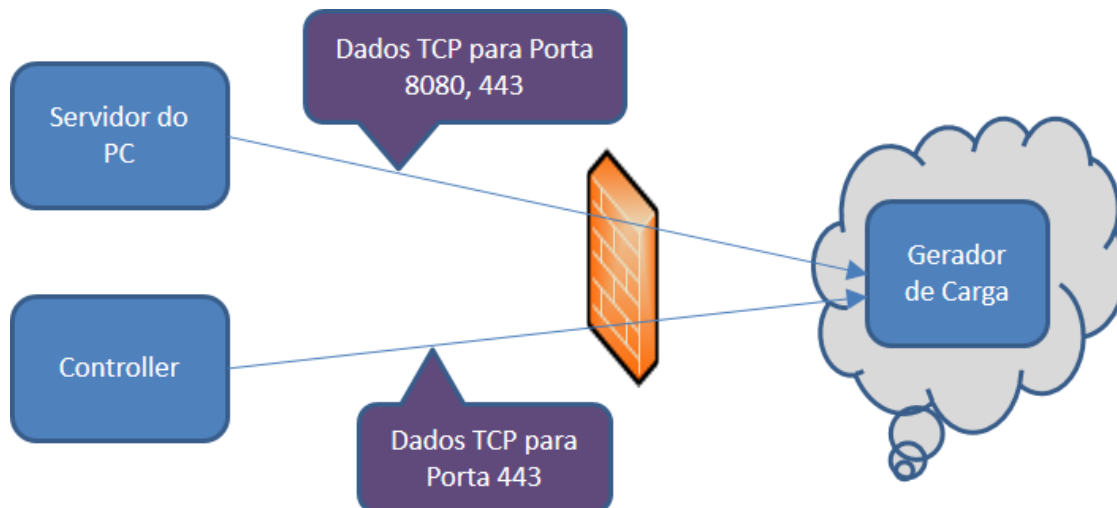 Dados TCP para Porta
8080, 443
Servidor do
PC
Gerador
de Carga
Controller
Dados TCP para
Porta 443